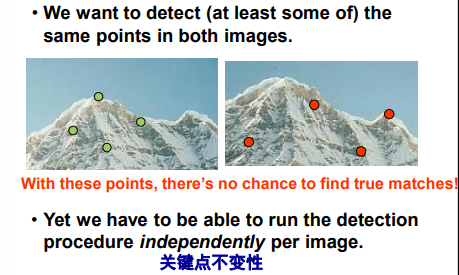 • We want to detect (at least some of) the
same points in both images.
With these points, there's no chance to find true matches!
• Yet we have to be able to run the detection
procedure independently per image.
关键点不变性